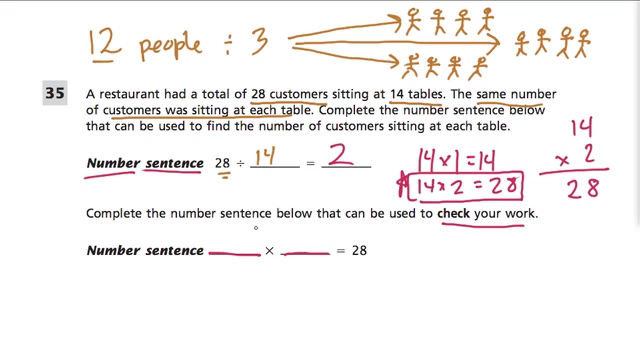 12 people ÷ 3
35 A restaurant had a total of 28 customers sitting at 14 tables. The same number
of customers was sitting at each table. Complete the number sentence below
that can be used to find the number of customers sitting at each table.
Number sentence 28 ÷ 14 = 2
14 × 1 = 14
14 × 2 = 28
14
× 2
28
Complete the number sentence below that can be used to check your work.
Number sentence ____ × ____ = 28